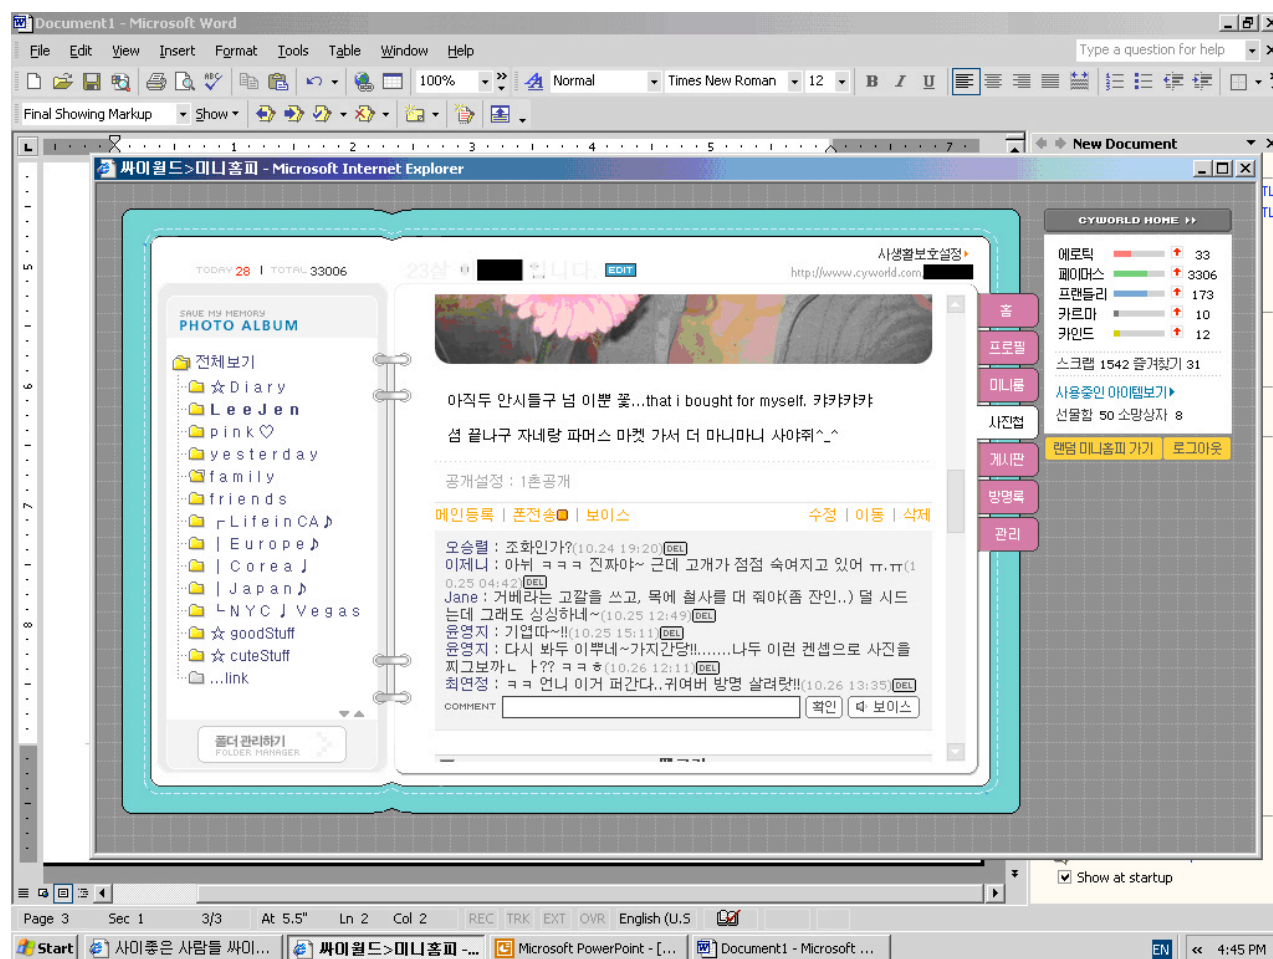 Document1 - Microsoft Word
File Edit View Insert Format Tools Table Window Help
Type a question for help
100% Normal Times New Roman 12 B I U
Final Showing Markup Show
1 2 3 4 5 7
New Document
싸이월드>미니홈피 - Microsoft Internet Explorer
TODAY 28 | TOTAL 33006
23살
입니다.
EDIT
사생활보호설정
http://www.cyworld.com
SAVE MY MEMORY
PHOTO ALBUM
전체보기
☆Diary
LeeJen
pink♡
yesterday
family
friends
┌LifeinCA♪
| Europe♪
| Corea♩
| Japan♪
└NYC♩Vegas
☆ goodStuff
☆ cuteStuff
...link
폴더 관리하기
FOLDER MANAGER
아직두 안시들구 넘 이뿐 꽃...that i bought for myself. 캬캬캬캬
셤 끝나구 자네랑 파머스 마켓 가서 더 마니마니 사야쥐^_^
공개설정 : 1촌공개
메인등록 | 폰전송 | 보이스
수정 | 이동 | 삭제
오승렬 : 조화인가?(10.24 19:20) DEL
이제니 : 아뉘 ㅋㅋㅋ 진짜야~ 근데 고개가 점점 숙여지고 있어 ㅠ.ㅠ(1
0.25 04:42) DEL
Jane : 거베라는 고깔을 쓰고, 목에 철사를 대 줘야(좀 잔인..) 덜 시드
는데 그래도 싱싱하네~(10.25 12:49) DEL
윤영지 : 기엽따~!!(10.25 15:11) DEL
윤영지 : 다시 봐두 이뿌네~가지간당!!.......나두 이런 켄셉으로 사진을
찌그보까ㄴ ㅏ?? ㅋㅋㅎ(10.26 12:11) DEL
최연정 : ㅋㅋ 언니 이거 퍼간다..귀여버 방명 살려랏!!(10.26 13:35) DEL
COMMENT
확인
보이스
홈
프로필
미니룸
사진첩
게시판
방명록
관리
CYWORLD HOME
에로틱 33
페이머스 3306
프랜들리 173
카르마 10
카인드 12
스크랩 1542 즐겨찾기 31
사용중인 아이템보기
선물함 50 소망상자 8
랜덤 미니홈피 가기
로그아웃
Show at startup
Page 3 Sec 1 3/3 At 5.5" Ln 2 Col 2 REC TRK EXT OVR English (U.S
Start
사이좋은 사람들 싸이...
싸이월드>미니홈피 -...
Microsoft PowerPoint - [...
Document1 - Microsoft ...
EN
4:45 PM